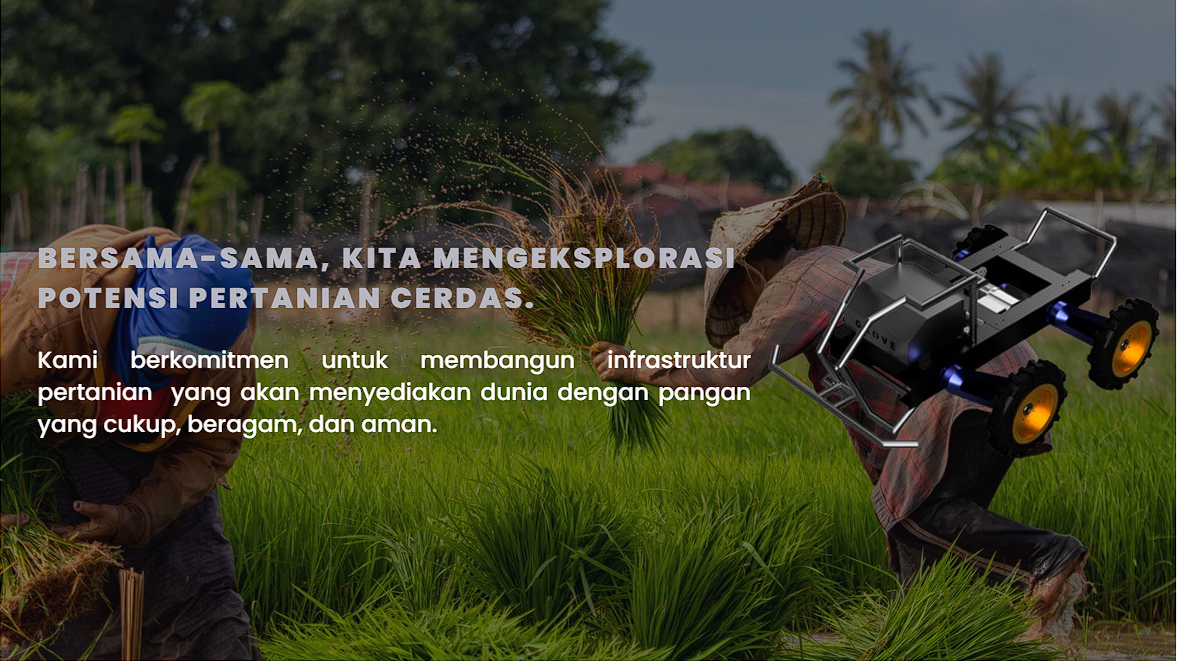 BERSAMA-SAMA, KITA MENGEKSPLORASI
POTENSI PERTANIAN CERDAS.
Kami berkomitmen untuk membangun infrastruktur
pertanian yang akan menyediakan dunia dengan pangan
yang cukup, beragam, dan aman.